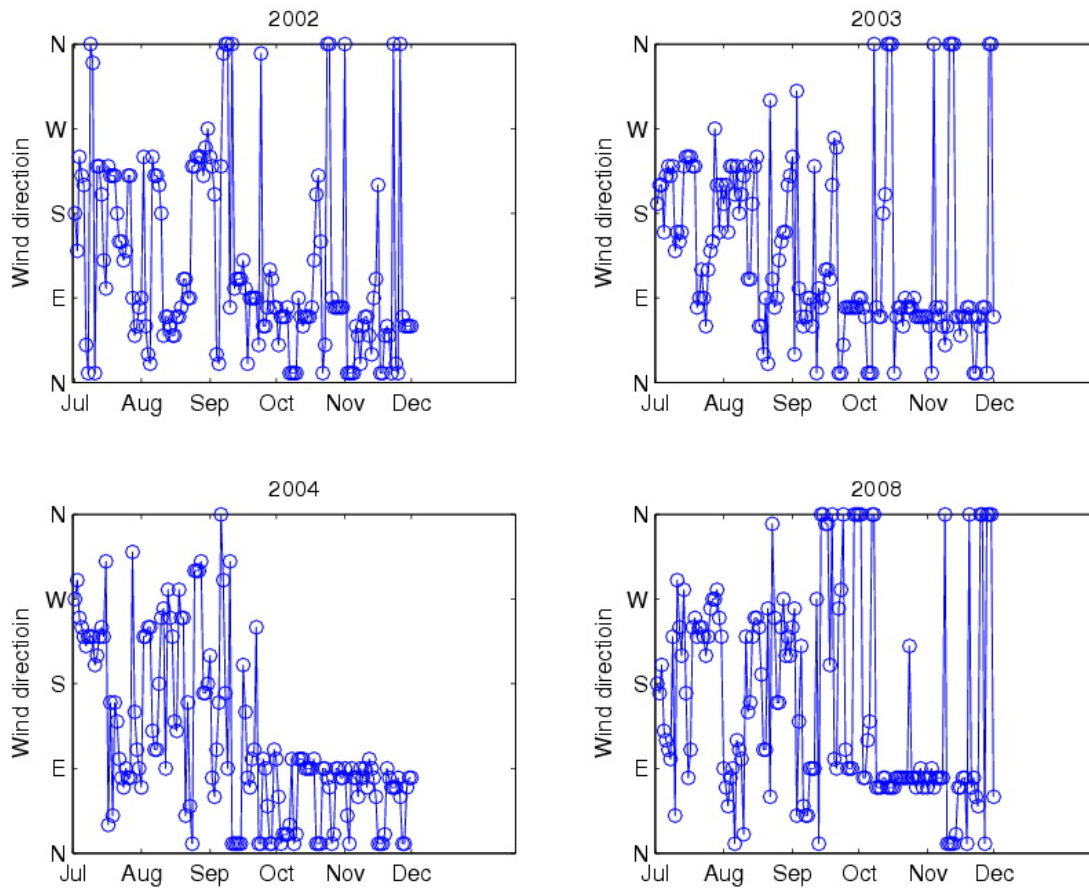 2002
N
W
S
E
N
Wind directioin
Jul Aug Sep Oct Nov Dec
2003
N
W
S
E
N
Wind directioin
Jul Aug Sep Oct Nov Dec
2004
N
W
S
E
N
Wind directioin
Jul Aug Sep Oct Nov Dec
2008
N
W
S
E
N
Wind directioin
Jul Aug Sep Oct Nov Dec